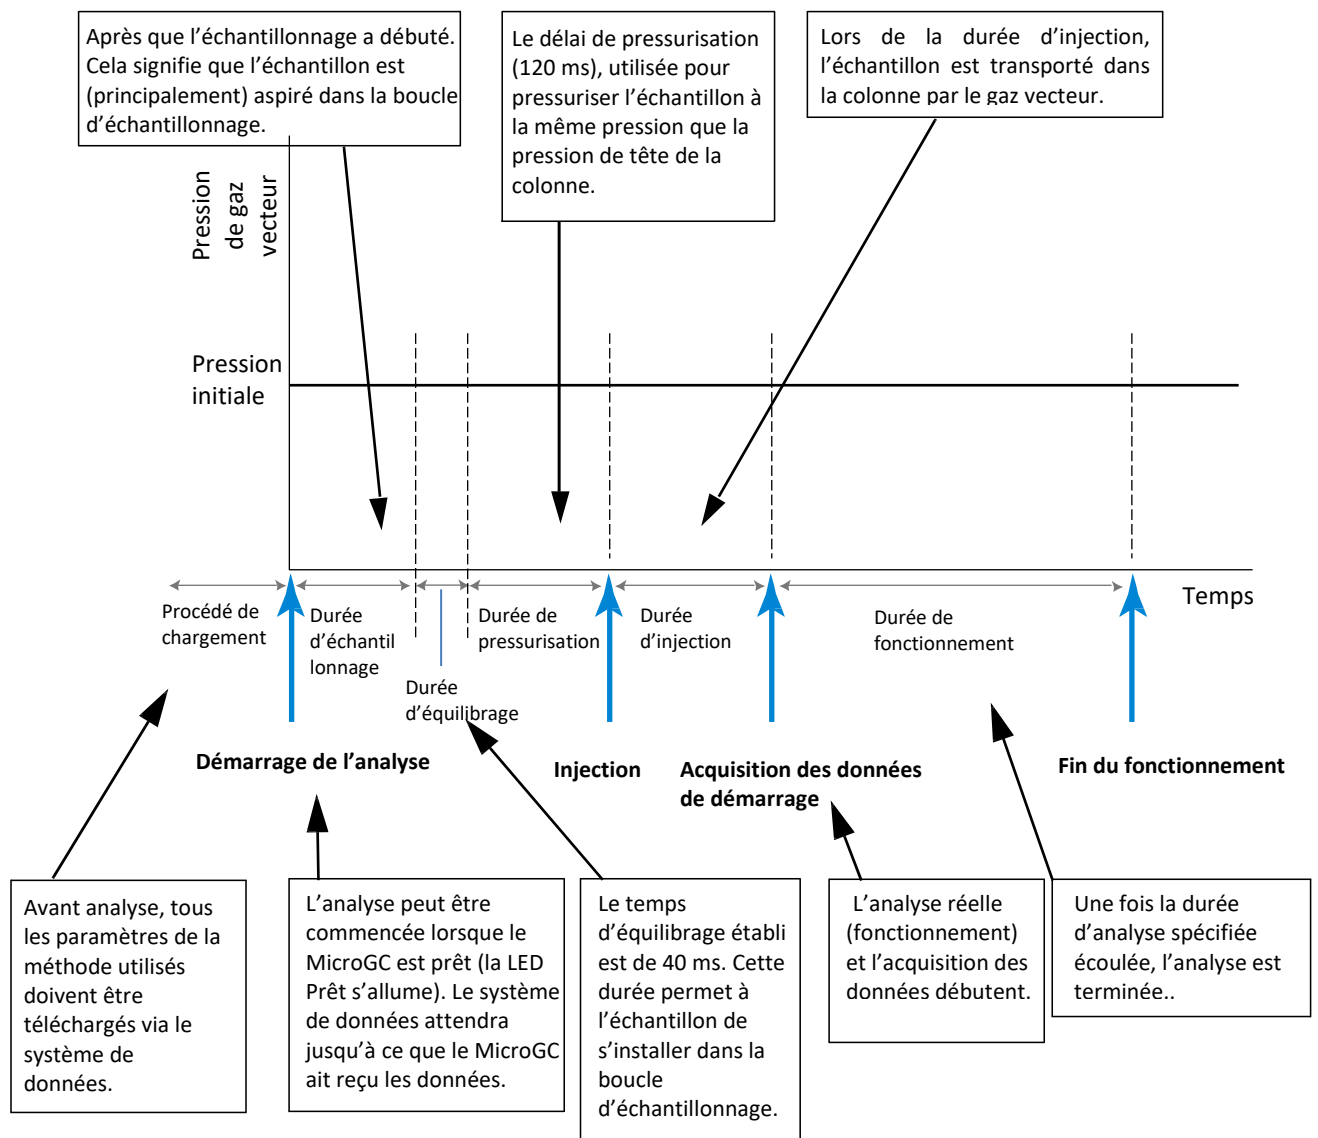 Après que l’échantillonnage a débuté.
Cela signifie que l’échantillon est
(principalement) aspiré dans la boucle
d’échantillonnage.
Le délai de pressurisation
(120 ms), utilisée pour
pressuriser l’échantillon à
la même pression que la
pression de tête de la
colonne.
Lors de la durée d’injection,
l’échantillon est transporté dans
la colonne par le gaz vecteur.
Pression
de gaz
vecteur
Pression
initiale
Temps
Procédé de
chargement
Durée
d’échantil
lonnage
Durée
d’équilibrage
Durée de
pressurisation
Durée
d’injection
Durée de
fonctionnement
Démarrage de l’analyse
Injection
Acquisition des données
de démarrage
Fin du fonctionnement
Avant analyse, tous
les paramètres de la
méthode utilisés
doivent être
téléchargés via le
système de
données.
L’analyse peut être
commencée lorsque le
MicroGC est prêt (la LED
Prêt s’allume). Le système
de données attendra
jusqu’à ce que le MicroGC
ait reçu les données.
Le temps
d’équilibrage établi
est de 40 ms. Cette
durée permet à
l’échantillon de
s’installer dans la
boucle
d’échantillonnage.
L’analyse réelle
(fonctionnement)
et l’acquisition des
données débutent.
Une fois la durée
d’analyse spécifiée
écoulée, l’analyse est
terminée..